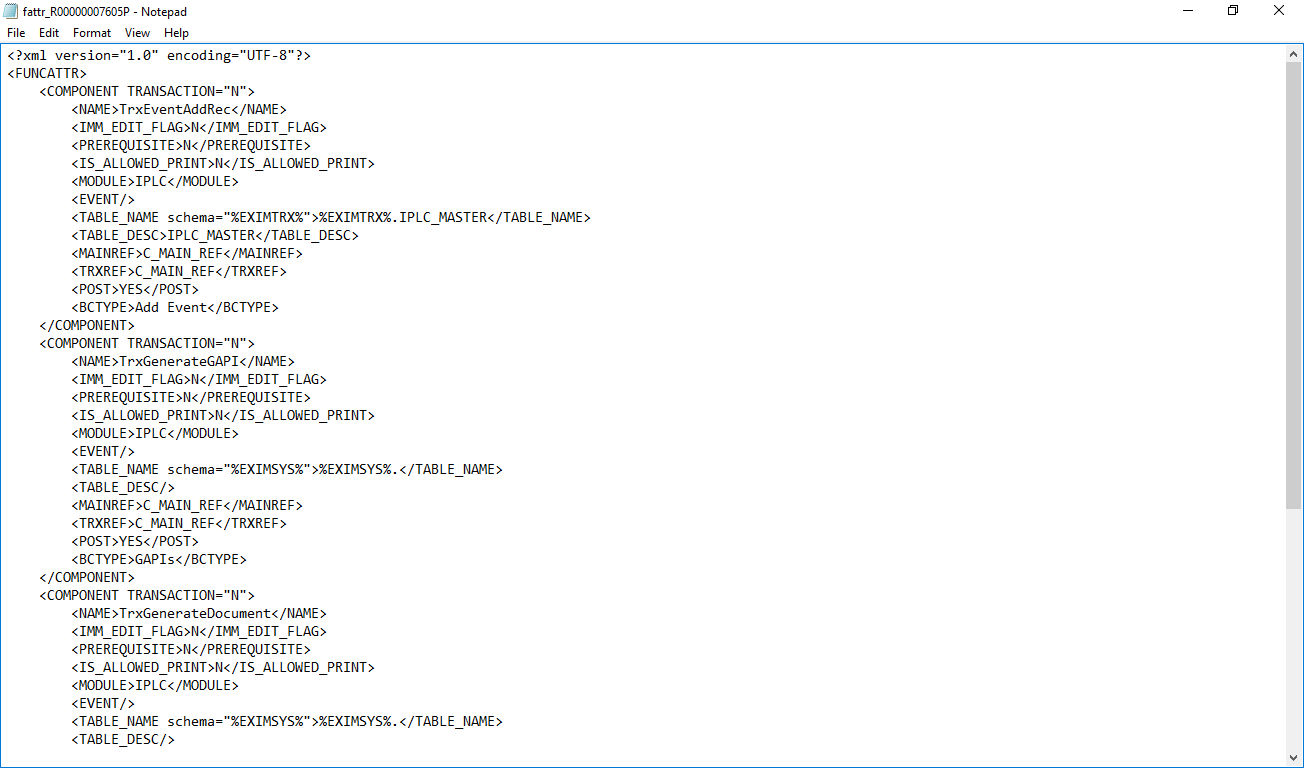 fattr_R00000007605P - Notepad
File Edit Format View Help
<?xml version="1.0" encoding="UTF-8"?>
<FUNCATTR>
    <COMPONENT TRANSACTION="N">
        <NAME>TrxEventAddRec</NAME>
        <IMM_EDIT_FLAG>N</IMM_EDIT_FLAG>
        <PREREQUISITE>N</PREREQUISITE>
        <IS_ALLOWED_PRINT>N</IS_ALLOWED_PRINT>
        <MODULE>IPLC</MODULE>
        <EVENT/>
        <TABLE_NAME schema="%EXIMTRX%">%EXIMTRX%.IPLC_MASTER</TABLE_NAME>
        <TABLE_DESC>IPLC_MASTER</TABLE_DESC>
        <MAINREF>C_MAIN_REF</MAINREF>
        <TRXREF>C_MAIN_REF</TRXREF>
        <POST>YES</POST>
        <BCTYPE>Add Event</BCTYPE>
    </COMPONENT>
    <COMPONENT TRANSACTION="N">
        <NAME>TrxGenerateGAPI</NAME>
        <IMM_EDIT_FLAG>N</IMM_EDIT_FLAG>
        <PREREQUISITE>N</PREREQUISITE>
        <IS_ALLOWED_PRINT>N</IS_ALLOWED_PRINT>
        <MODULE>IPLC</MODULE>
        <EVENT/>
        <TABLE_NAME schema="%EXIMSYS%">%EXIMSYS%.</TABLE_NAME>
        <TABLE_DESC/>
        <MAINREF>C_MAIN_REF</MAINREF>
        <TRXREF>C_MAIN_REF</TRXREF>
        <POST>YES</POST>
        <BCTYPE>GAPIs</BCTYPE>
    </COMPONENT>
    <COMPONENT TRANSACTION="N">
        <NAME>TrxGenerateDocument</NAME>
        <IMM_EDIT_FLAG>N</IMM_EDIT_FLAG>
        <PREREQUISITE>N</PREREQUISITE>
        <IS_ALLOWED_PRINT>N</IS_ALLOWED_PRINT>
        <MODULE>IPLC</MODULE>
        <EVENT/>
        <TABLE_NAME schema="%EXIMSYS%">%EXIMSYS%.</TABLE_NAME>
        <TABLE_DESC/>